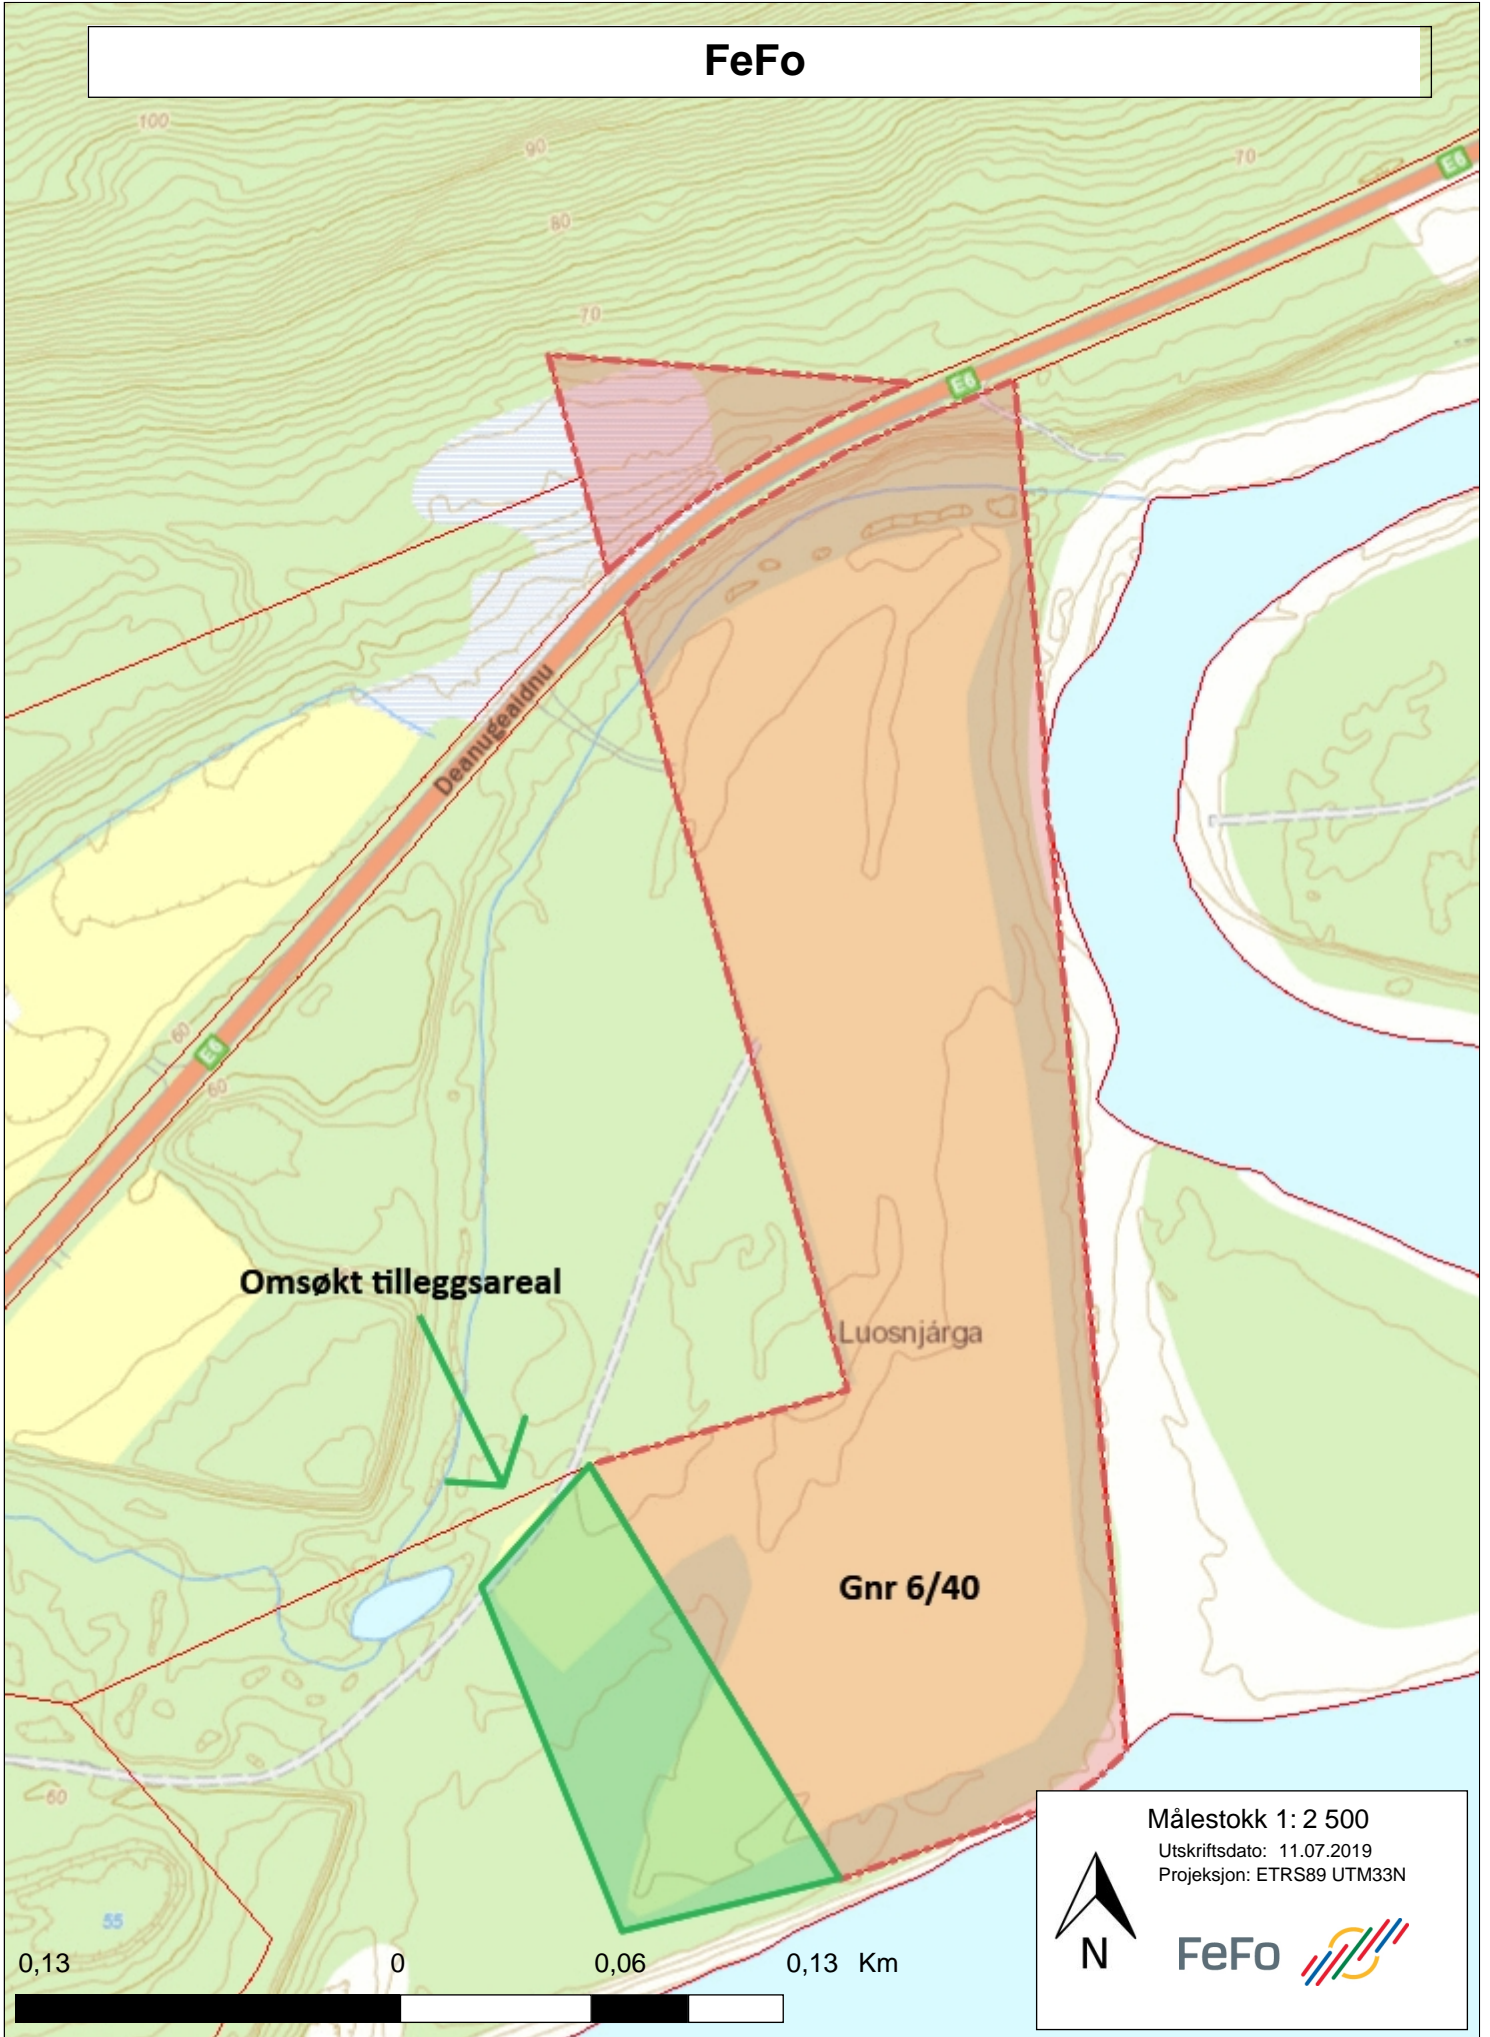 FeFo
100
90
70
E6
80
70
E6
Deanugealdnu
60
E6
60
Omsøkt tilleggsareal
Luosnjárga
Gnr 6/40
60
55
Målestokk 1: 2 500
Utskriftsdato: 11.07.2019
Projeksjon: ETRS89 UTM33N
N
FeFo
0,13 0 0,06 0,13 Km